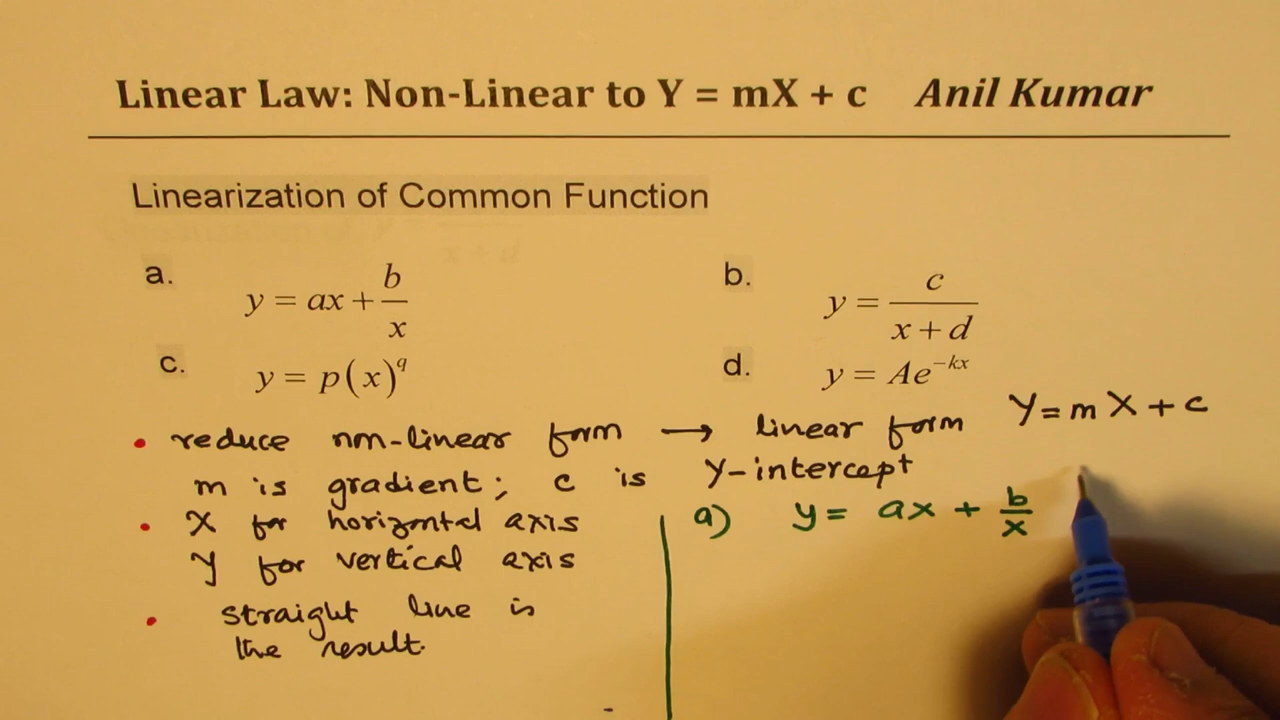 Linear Law: Non-Linear to Y = mX + c Anil Kumar
Linearization of Common Function
a. y = ax + b/x
b. y = c/(x + d)
c. y = p(x)^q
d. y = Ae^(-kx)
• reduce nm-linear form → linear form Y = mX + c
m is gradient; c is Y-intercept
• X for horizontal axis
Y for vertical axis
• straight line is
the result.
a) y = ax + b/x